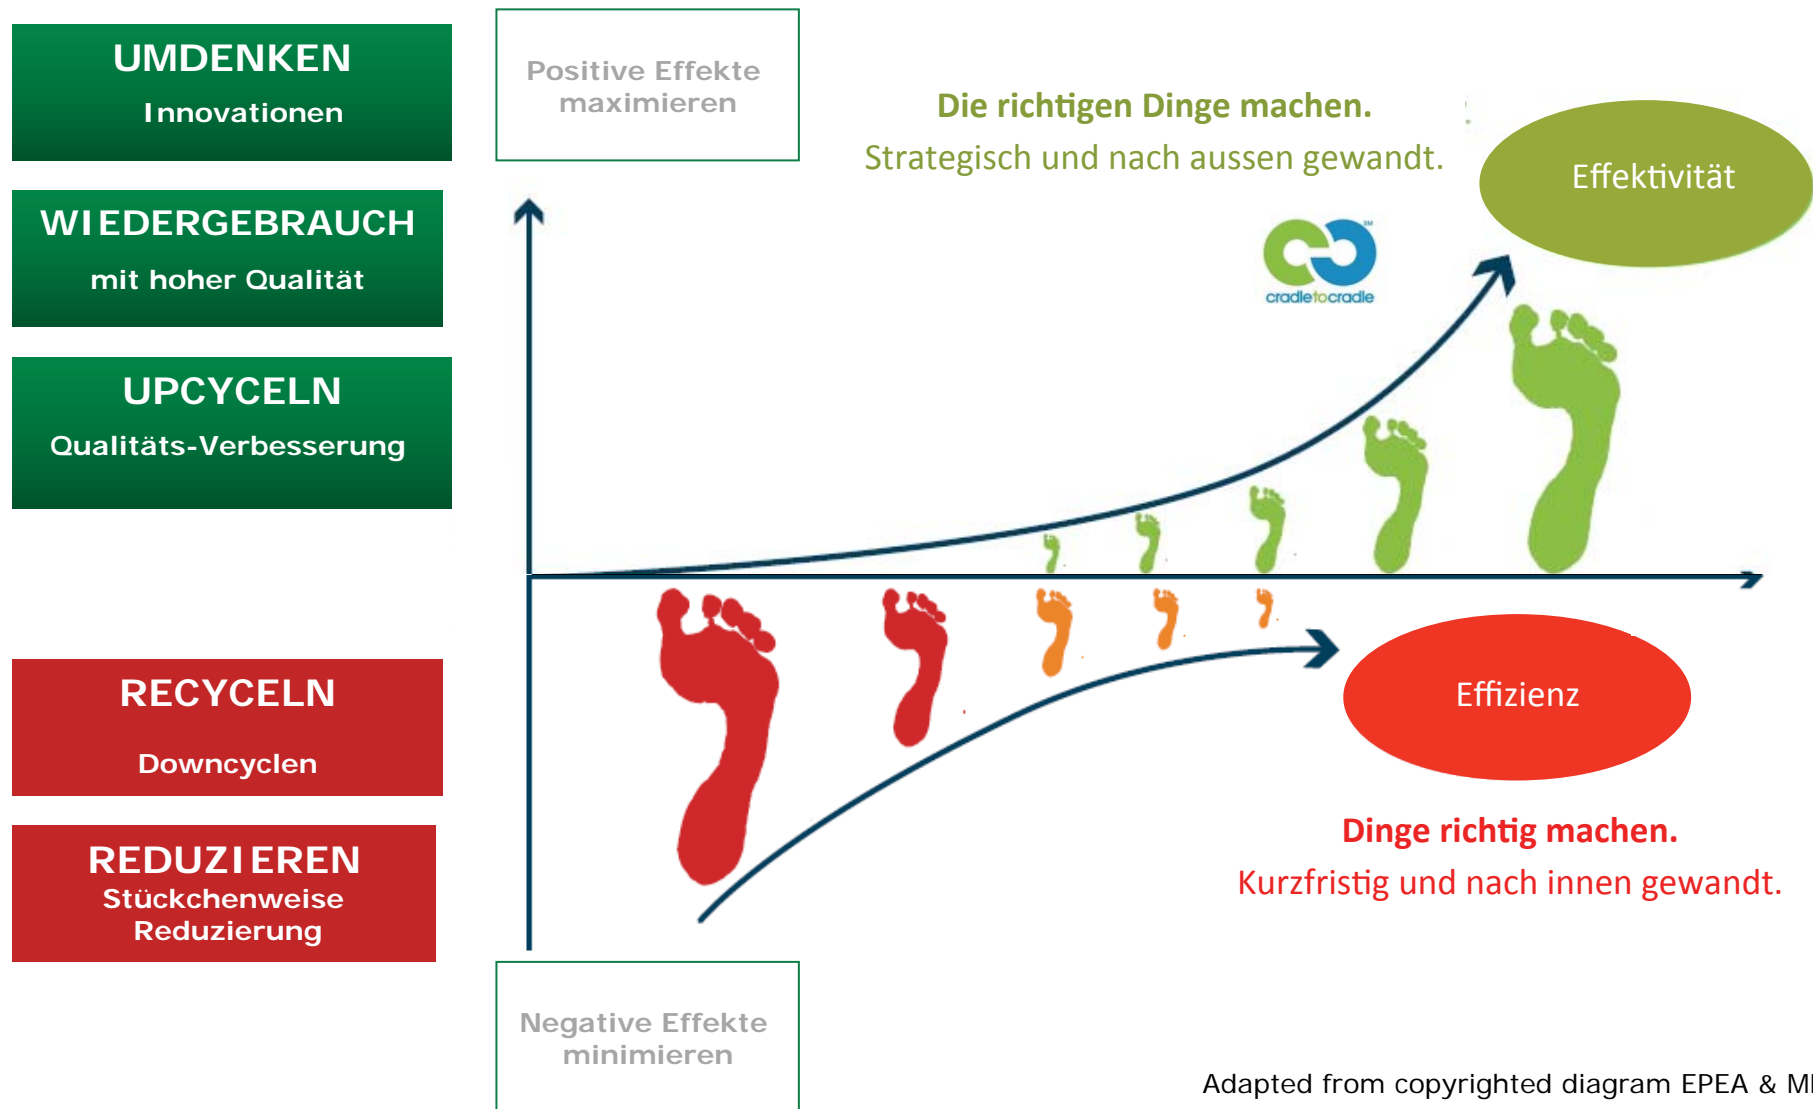 UMDENKEN
Innovationen
WIEDERGEBRAUCH
mit hoher Qualität
UPCYCELN
Qualitäts-Verbesserung
RECYCELN
Downcyclen
REDUZIEREN
Stückchenweise
Reduzierung
Positive Effekte
maximieren
Die richtigen Dinge machen.
Strategisch und nach aussen gewandt.
Effektivität
cradletocradle
SM
Effizienz
Dinge richtig machen.
Kurzfristig und nach innen gewandt.
Negative Effekte
minimieren
Adapted from copyrighted diagram EPEA &